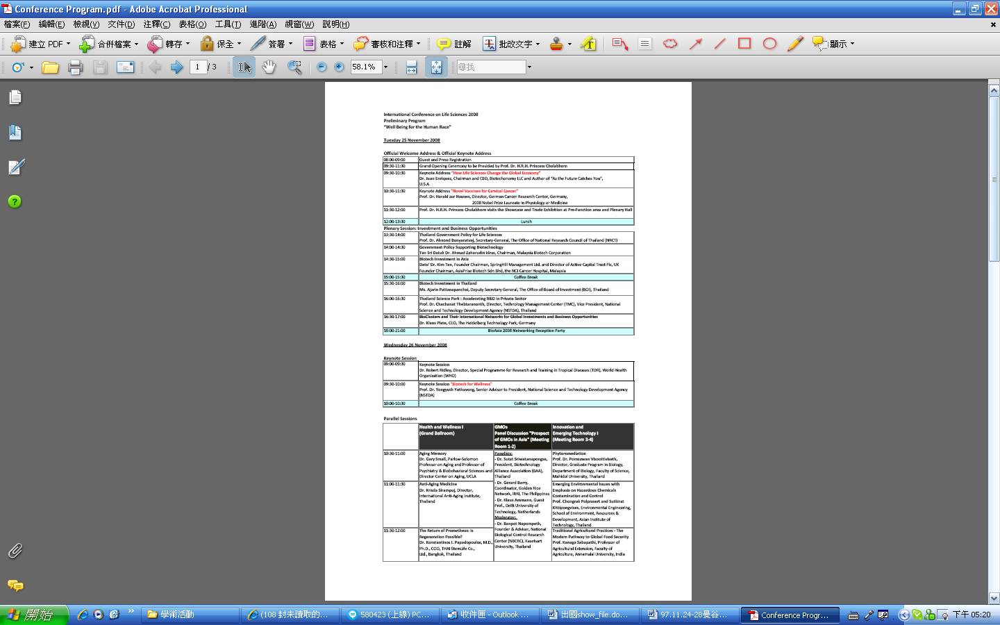 Conference Program.pdf - Adobe Acrobat Professional
檔案(F) 編輯(E) 檢視(V) 文件(D) 注釋(C) 表格(O) 工具(T) 進階(A) 視窗(W) 說明(H)
建立 PDF 合併檔案 轉存 保全 簽署 表格 審核和注釋 註解 批改文字 顯示
1 / 3 58.1% 尋找
International Conference on Life Sciences 2008
Preliminary Program
"Well Being for the Human Race"
Tuesday 25 November 2008
Official Welcome Address & Official Keynote Address
08:00-09:00 Guest and Press Registration
09:30-11:30 Grand Opening Ceremony to be Presided by Prof. Dr. H.R.H. Princess Chulabhorn
09:30-10:30 Keynote Address "How Life Sciences Change the Global Economy"
Dr. Juan Enriquez, Chairman and CEO, Biotechonomy LLC and Author of "As the Future Catches You",
U.S.A
10:30-11:30 Keynote Address "Novel Vaccines for Cervical Cancer"
Prof. Dr. Harald zur Hausen, Director, German Cancer Research Center, Germany,
2008 Nobel Prize Laureate in Physiology or Medicine
11:30-12:00 Prof. Dr. H.R.H. Princess Chulabhorn visits the Showcase and Trade Exhibition at Pre-Function area and Plenary Hall
12:00-13:30 Lunch
Plenary Session: Investment and Business Opportunities
13:30-14:00 Thailand Government Policy for Life Sciences
Prof. Dr. Ahnond Bunyaratvej, Secretary-General, The Office of National Research Council of Thailand (NRCT)
14:00-14:30 Government Policy Supporting Biotechnology
Tan Sri Datuk Dr. Ahmad Zaharudin Idrus, Chairman, Malaysia Biotech Corporation
14:30-15:00 Biotech Investment in Asia
Dato' Dr. Kim Tan, Founder Chairman, SpringHill Management Ltd. and Director of Active Capital Trust Plc, UK
Founder Chairman, AsiaPrise Biotech Sdn Bhd, the NCI Cancer Hospital, Malaysia
15:00-15:30 Coffee Break
15:30-16:00 Biotech Investment in Thailand
Ms. Ajarin Pattanapanchai, Deputy Secretary General, The Office of Board of Investment (BOI), Thailand
16:00-16:30 Thailand Science Park : Accelerating R&D in Private Sector
Prof. Dr. Chachanat Thebtaranonth, Director, Technology Management Center (TMC), Vice President, National
Science and Technology Development Agency (NSTDA), Thailand
16:30-17:00 BioClusters and Their International Networks for Global Investments and Business Opportunities
Dr. Klaus Plate, CEO, The Heidelberg Technology Park, Germany
18:00-21:00 BioAsia 2008 Networking Reception Party
Wednesday 26 November 2008
Keynote Session
09:00-09:30 Keynote Session
Dr. Robert Ridley, Director, Special Programme for Research and Training in Tropical Diseases (TDR), World Health
Organization (WHO)
09:30-10:00 Keynote Session "Biotech for Wellness"
Prof. Dr. Yongyuth Yuthavong, Senior Advisor to President, National Science and Technology Development Agency
(NSTDA)
10:00-10:30 Coffee Break
Parallel Sessions
Health and Wellness I
(Grand Ballroom)
GMOs
Panel Discussion "Prospect
of GMOs in Asia" (Meeting
Room 1-2)
Innovation and
Emerging Technology I
(Meeting Room 3-4)
10:30-11:00
Aging Memory
Dr. Gary Small, Parlow-Solomon
Professor on Aging and Professor of
Psychiatry & Biobehavioral Sciences and
Director Center on Aging, UCLA
11:00-11:30
Anti-Aging Medicine
Dr. Krisda Sirampuj, Director,
International Anti-Aging Institute,
Thailand
11:30-12:00
The Return of Prometheus: is
Regeneration Possible?
Dr. Konstantinos I. Papadopoulos, M.D.,
Ph.D., COO, THAI StemLife Co.,
Ltd., Bangkok, Thailand
Panelists:
- Dr. Sutat Sriwatanapongse,
President, Biotechnology
Alliance Association (BAA),
Thailand
- Dr. Gerard Barry,
Coordinator, Golden Rice
Network, IRRI, The Philippines
- Dr. Klaus Ammann, Guest
Prof., Delft University of
Technology, Netherlands
Moderator:
- Dr. Banpot Napompeth,
Founder & Adviser, National
Biological Control Research
Center (NBCRC), Kasetsart
University, Thailand
Phytoremediation
Prof. Dr. Pornsawan Visoottiviseth,
Director, Graduate Program in Biology,
Department of Biology, Faculty of Science,
Mahidol University, Thailand
Emerging Environmental Issues with
Emphasis on Hazardous Chemicals
Contamination and Control
Prof. Chongrak Polprasert and Suthirat
Kittipongvises, Environmental Engineering,
School of Environment, Resources &
Development, Asian Institute of
Technology, Thailand
Traditional Agricultural Practices - The
Modern Pathway to Global Food Security
Prof. Kanaga Sabapathi, Professor of
Agricultural Extension, Faculty of
Agriculture, Annamalai University, India
開始 學術活動 (108 封未讀取的... 580423 (上線) PC... 收件匣 - Outlook ... 出國show_file.do... 97.11.24-28曼谷... Conference Progr... 下午 05:20